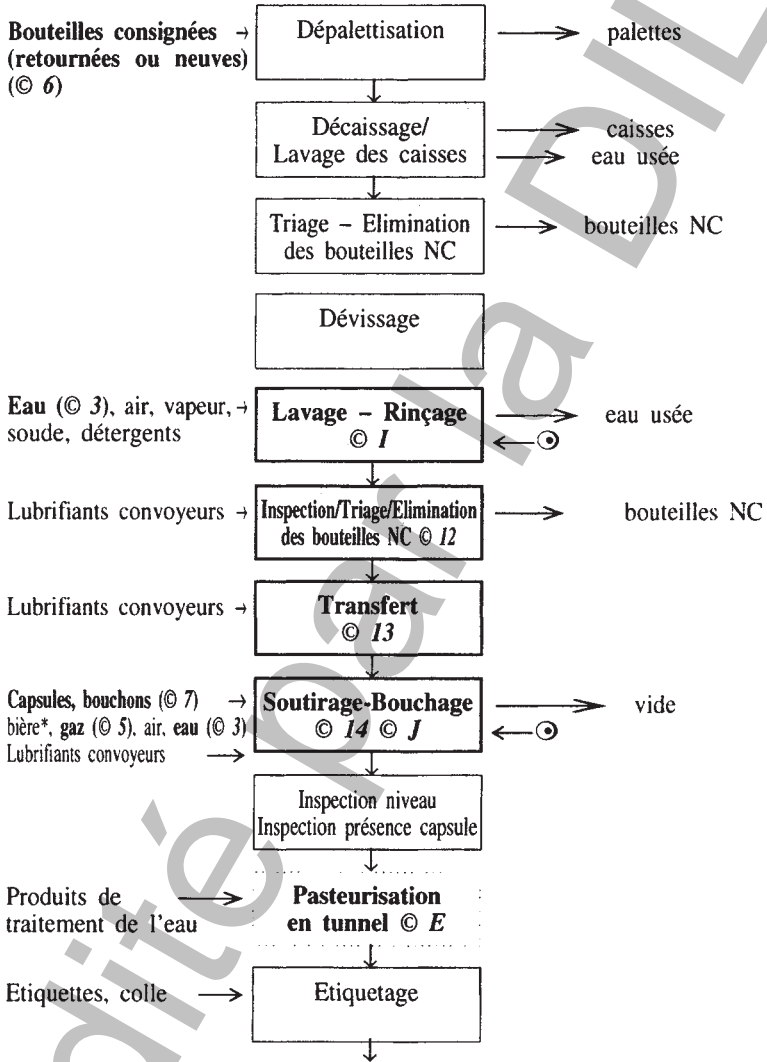 Bouteilles consignées → Dépalettisation → palettes
(retournées ou neuves)
(© 6)
Décaissage/ → caisses
Lavage des caisses → eau usée
Triage – Elimination → bouteilles NC
des bouteilles NC
Dévissage
Eau (© 3), air, vapeur, → Lavage – Rinçage → eau usée
soude, détergents © I
Lubrifiants convoyeurs → Inspection/Triage/Elimination → bouteilles NC
des bouteilles NC © 12
Lubrifiants convoyeurs → Transfert
© 13
Capsules, bouchons (© 7) → Soutirage-Bouchage → vide
bière*, gaz (© 5), air, eau (© 3) © 14 © J
Lubrifiants convoyeurs →
Inspection niveau
Inspection présence capsule
Produits de → Pasteurisation
traitement de l'eau en tunnel © E
Etiquettes, colle → Etiquetage
dité par la DIL